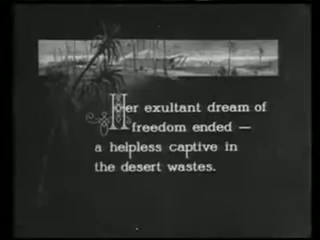 Her exultant dream of
freedom ended —
a helpless captive in
the desert wastes.